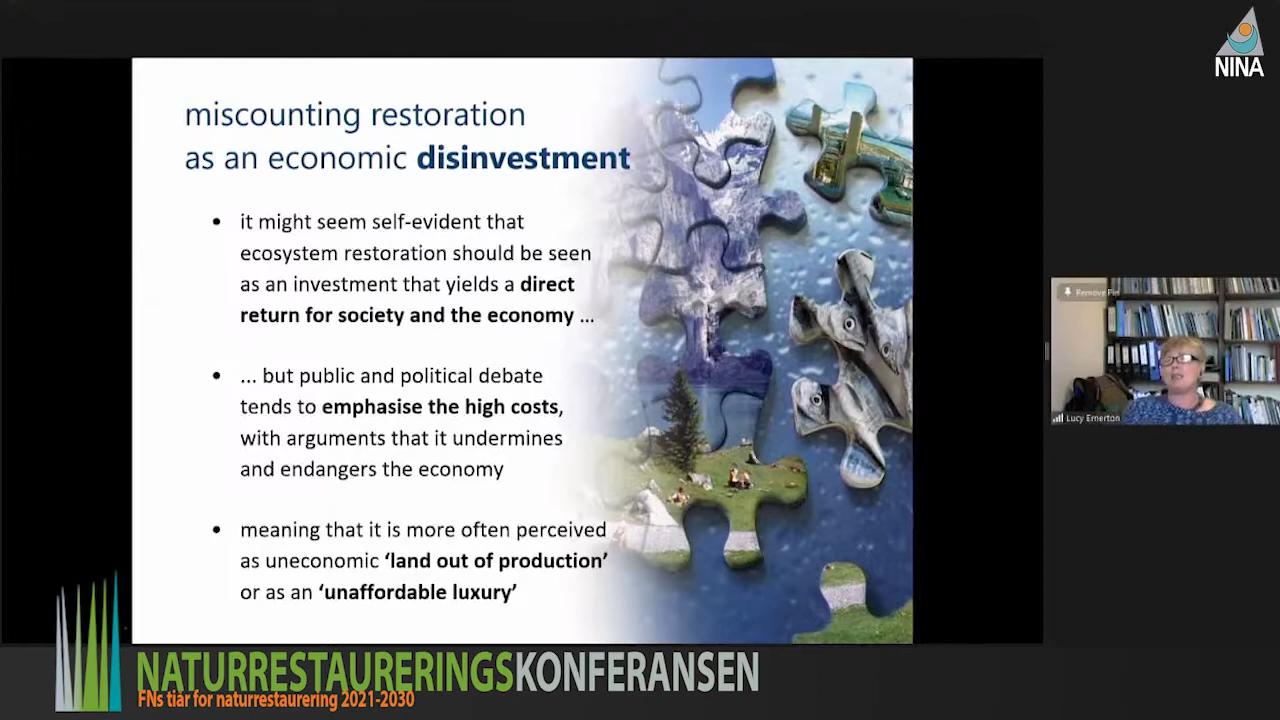 NINA
miscounting restoration
as an economic disinvestment
• it might seem self-evident that
ecosystem restoration should be seen
as an investment that yields a direct
return for society and the economy ...
• ... but public and political debate
tends to emphasise the high costs,
with arguments that it undermines
and endangers the economy
• meaning that it is more often perceived
as uneconomic ‘land out of production’
or as an ‘unaffordable luxury’
Remove Pin
Lucy Emerton
NATURRESTAURERINGSKONFERANSEN
FNs tiår for naturrestaurering 2021-2030